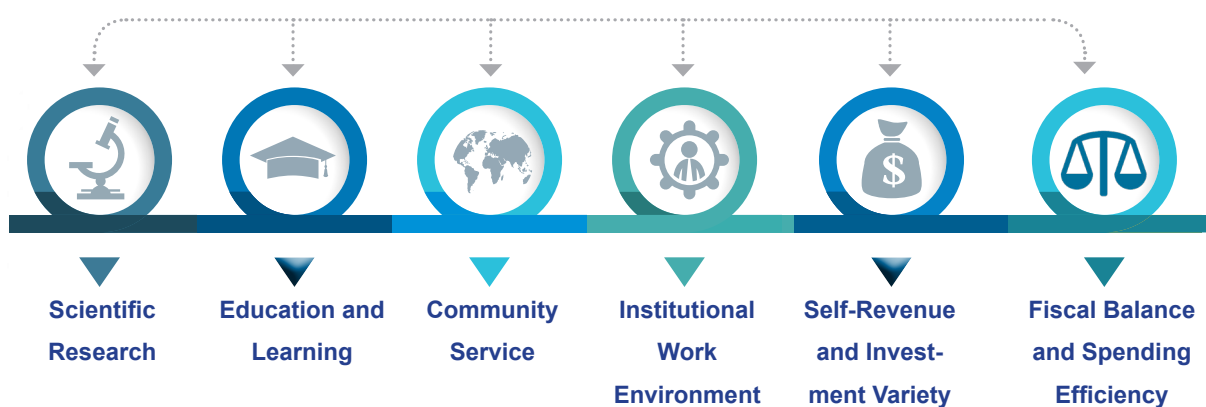 $
Scientific
Research
Education and
Learning
Community
Service
Institutional
Work
Environment
Self-Revenue
and Invest-
ment Variety
Fiscal Balance
and Spending
Efficiency